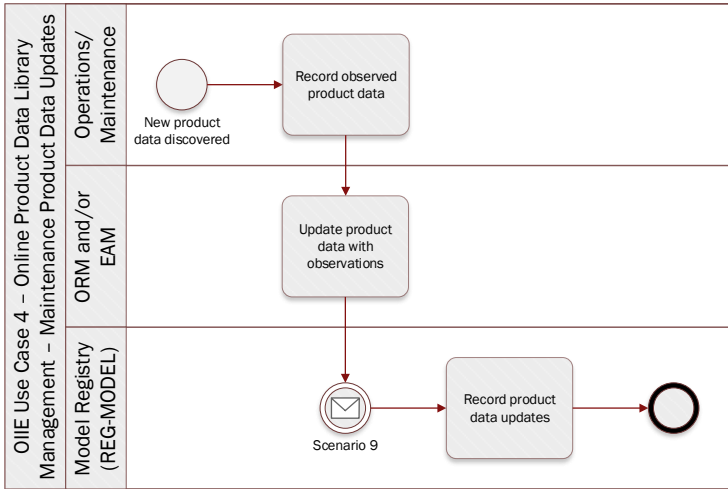 OIIE Use Case 4 – Online Product Data Library
Management – Maintenance Product Data Updates
Operations/
Maintenance
New product
data discovered
Record observed
product data
ORM and/or
EAM
Update product
data with
observations
Model Registry
(REG-MODEL)
Scenario 9
Record product
data updates